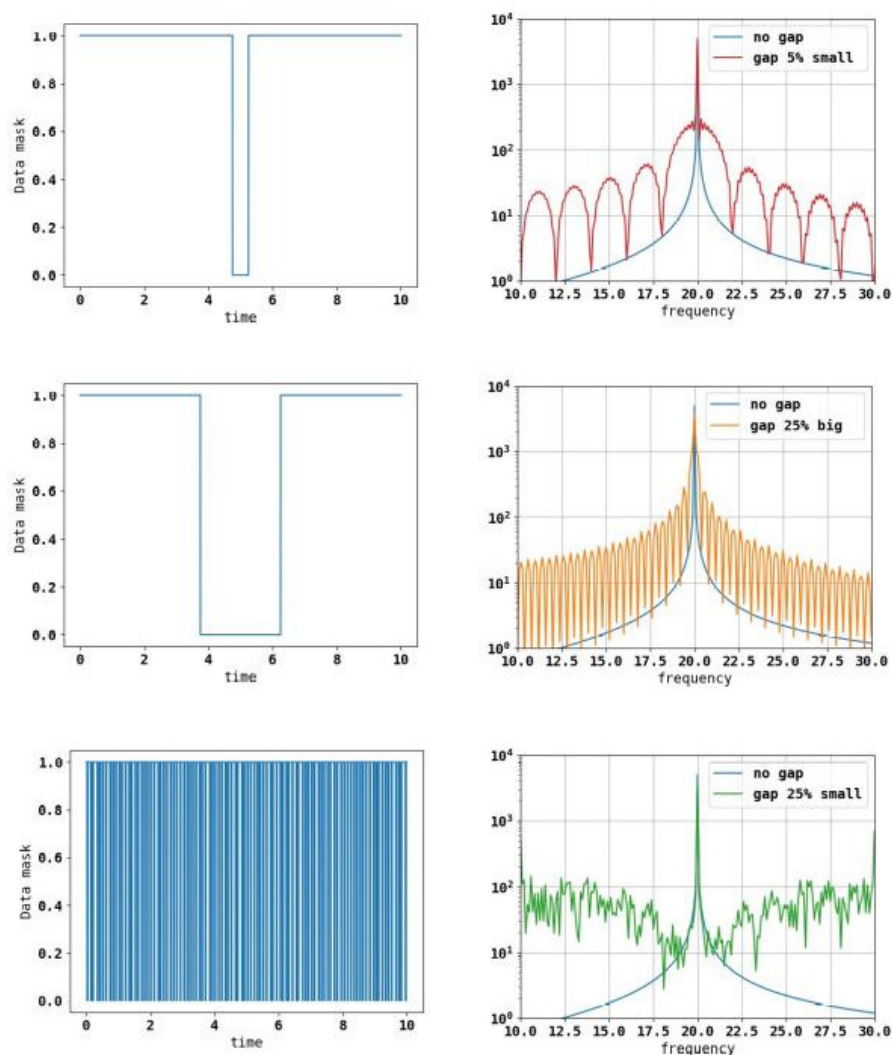 1.0
0.8
0.6
0.4
0.2
0.0
Data mask
0 2 4 6 8 10
time
10⁴
10³
10²
10¹
10⁰
no gap
gap 5% small
10.0 12.5 15.0 17.5 20.0 22.5 25.0 27.5 30.0
frequency
1.0
0.8
0.6
0.4
0.2
0.0
Data mask
0 2 4 6 8 10
time
10⁴
10³
10²
10¹
10⁰
no gap
gap 25% big
10.0 12.5 15.0 17.5 20.0 22.5 25.0 27.5 30.0
frequency
1.0
0.8
0.6
0.4
0.2
0.0
Data mask
0 2 4 6 8 10
time
10⁴
10³
10²
10¹
10⁰
no gap
gap 25% small
10.0 12.5 15.0 17.5 20.0 22.5 25.0 27.5 30.0
frequency